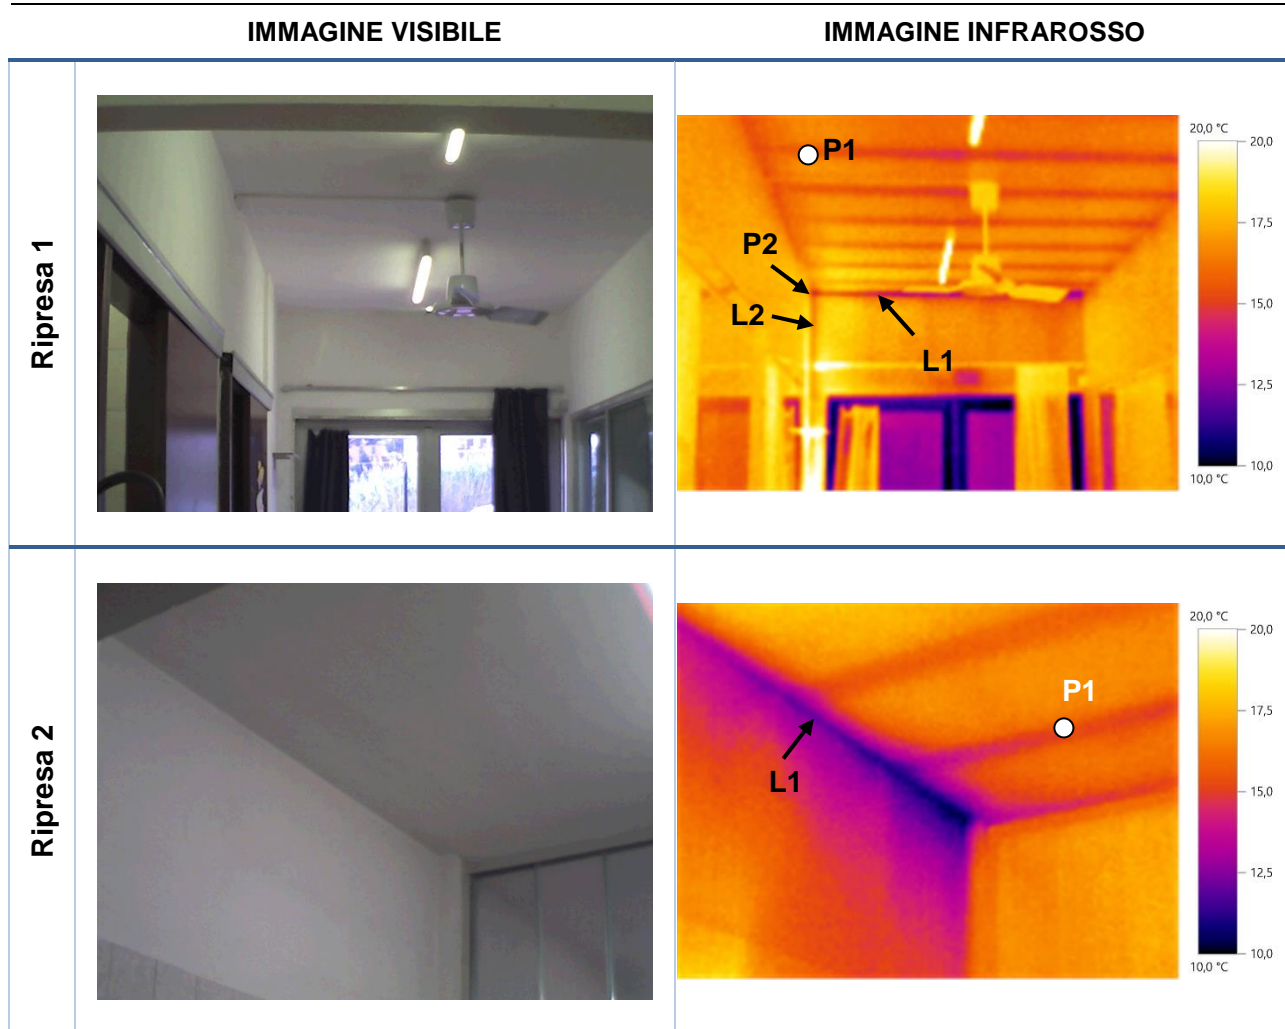 IMMAGINE VISIBILE
IMMAGINE INFRAROSSO
Ripresa 1
P1
P2
L2
L1
20,0 °C
20,0
17,5
15,0
12,5
10,0
10,0 °C
Ripresa 2
P1
L1
20,0 °C
20,0
17,5
15,0
12,5
10,0
10,0 °C